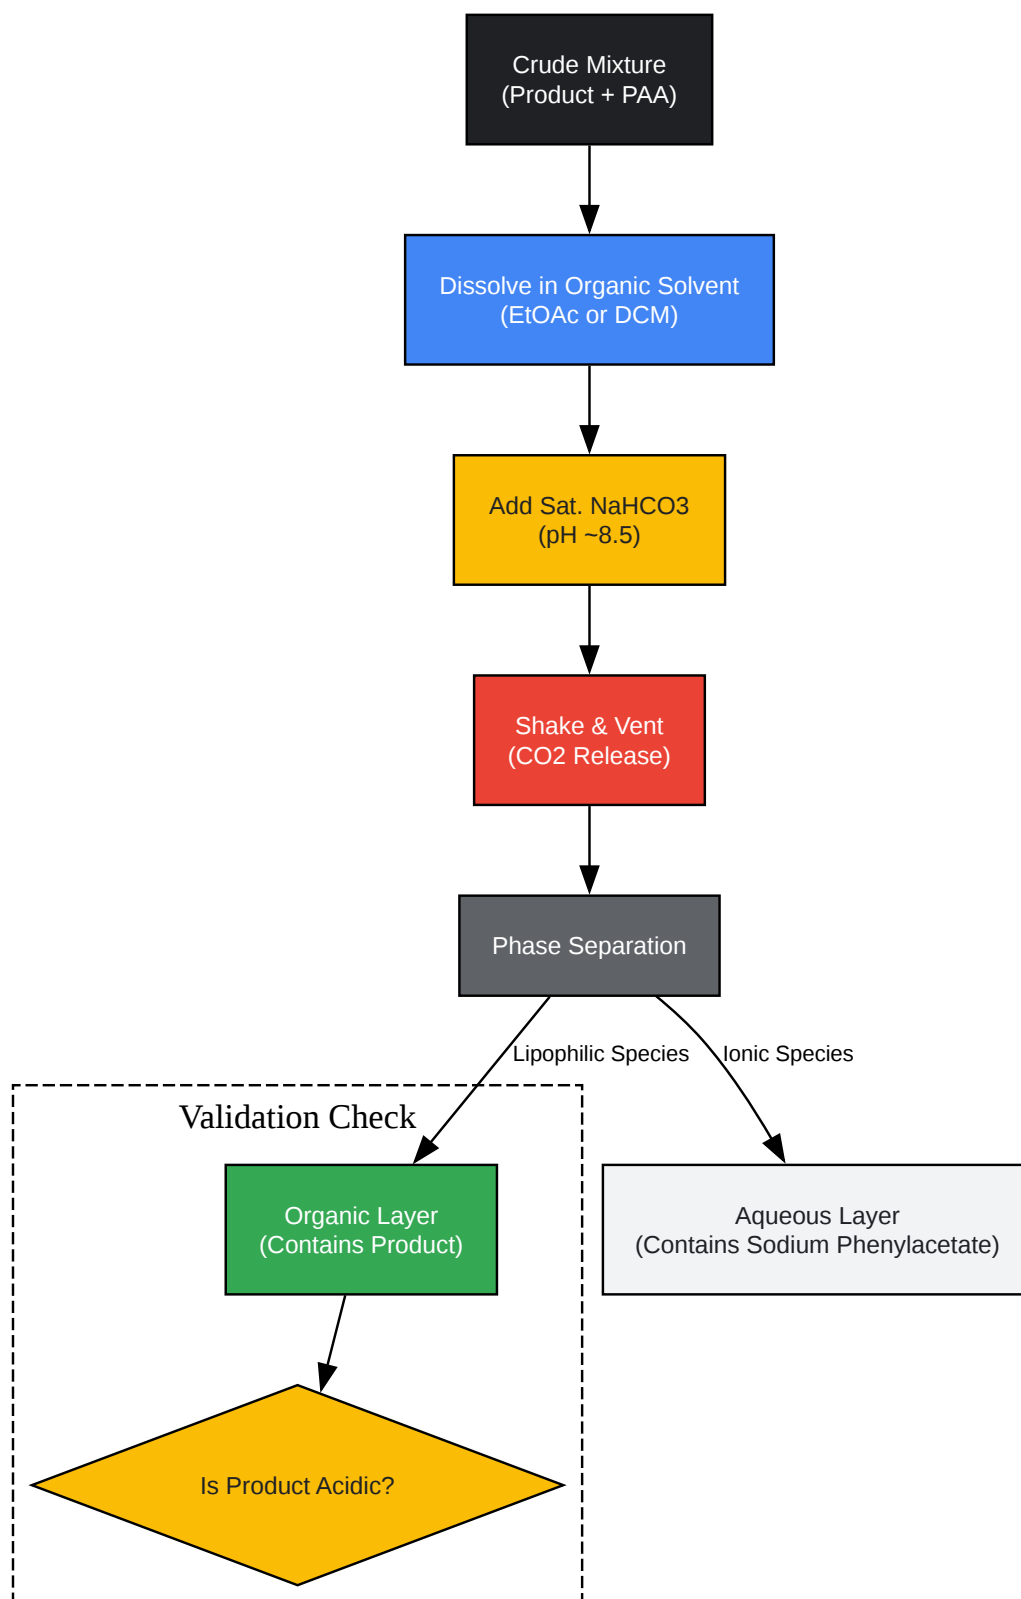 Crude Mixture
(Product + PAA)
Dissolve in Organic Solvent
(EtOAc or DCM)
Add Sat. NaHCO3
(pH ~8.5)
Shake & Vent
(CO2 Release)
Phase Separation
Lipophilic Species
Ionic Species
Validation Check
Organic Layer
(Contains Product)
Aqueous Layer
(Contains Sodium Phenylacetate)
Is Product Acidic?